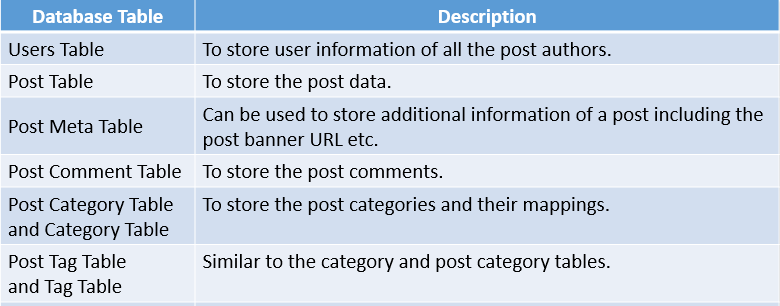 Database Table Description
Users Table To store user information of all the post authors.
Post Table To store the post data.
Post Meta Table Can be used to store additional information of a post including the
post banner URL etc.
Post Comment Table To store the post comments.
Post Category Table To store the post categories and their mappings.
and Category Table
Post Tag Table Similar to the category and post category tables.
and Tag Table